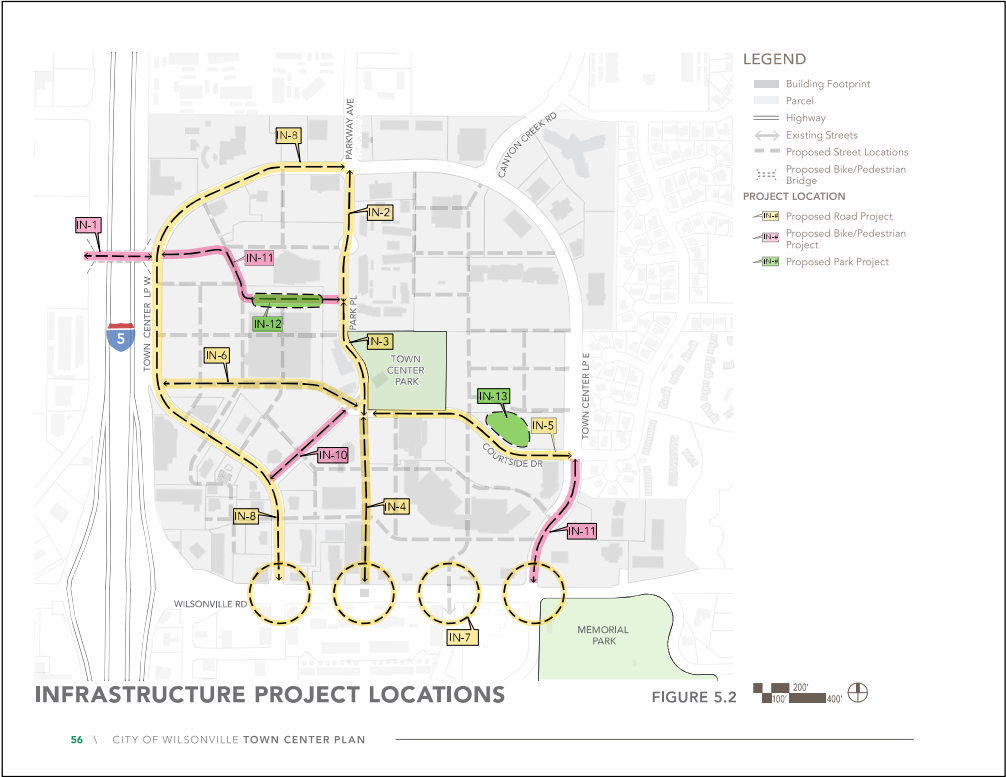 LEGEND
Building Footprint
Parcel
Highway
Existing Streets
Proposed Street Locations
Proposed Bike/Pedestrian
Bridge
PROJECT LOCATION
IN-# Proposed Road Project
IN-# Proposed Bike/Pedestrian
Project
IN-# Proposed Park Project
PARKWAY AVE
CANYON CREEK RD
IN-8
IN-2
IN-1
IN-11
TOWN CENTER LP W
PARK PL
IN-12
5
IN-3
IN-6
TOWN
CENTER
PARK
TOWN CENTER LP E
IN-13
IN-5
COURTSIDE DR
IN-10
IN-4
IN-8
IN-11
WILSONVILLE RD
IN-7
MEMORIAL
PARK
INFRASTRUCTURE PROJECT LOCATIONS
FIGURE 5.2
200'
100'
400'
56 \ CITY OF WILSONVILLE TOWN CENTER PLAN